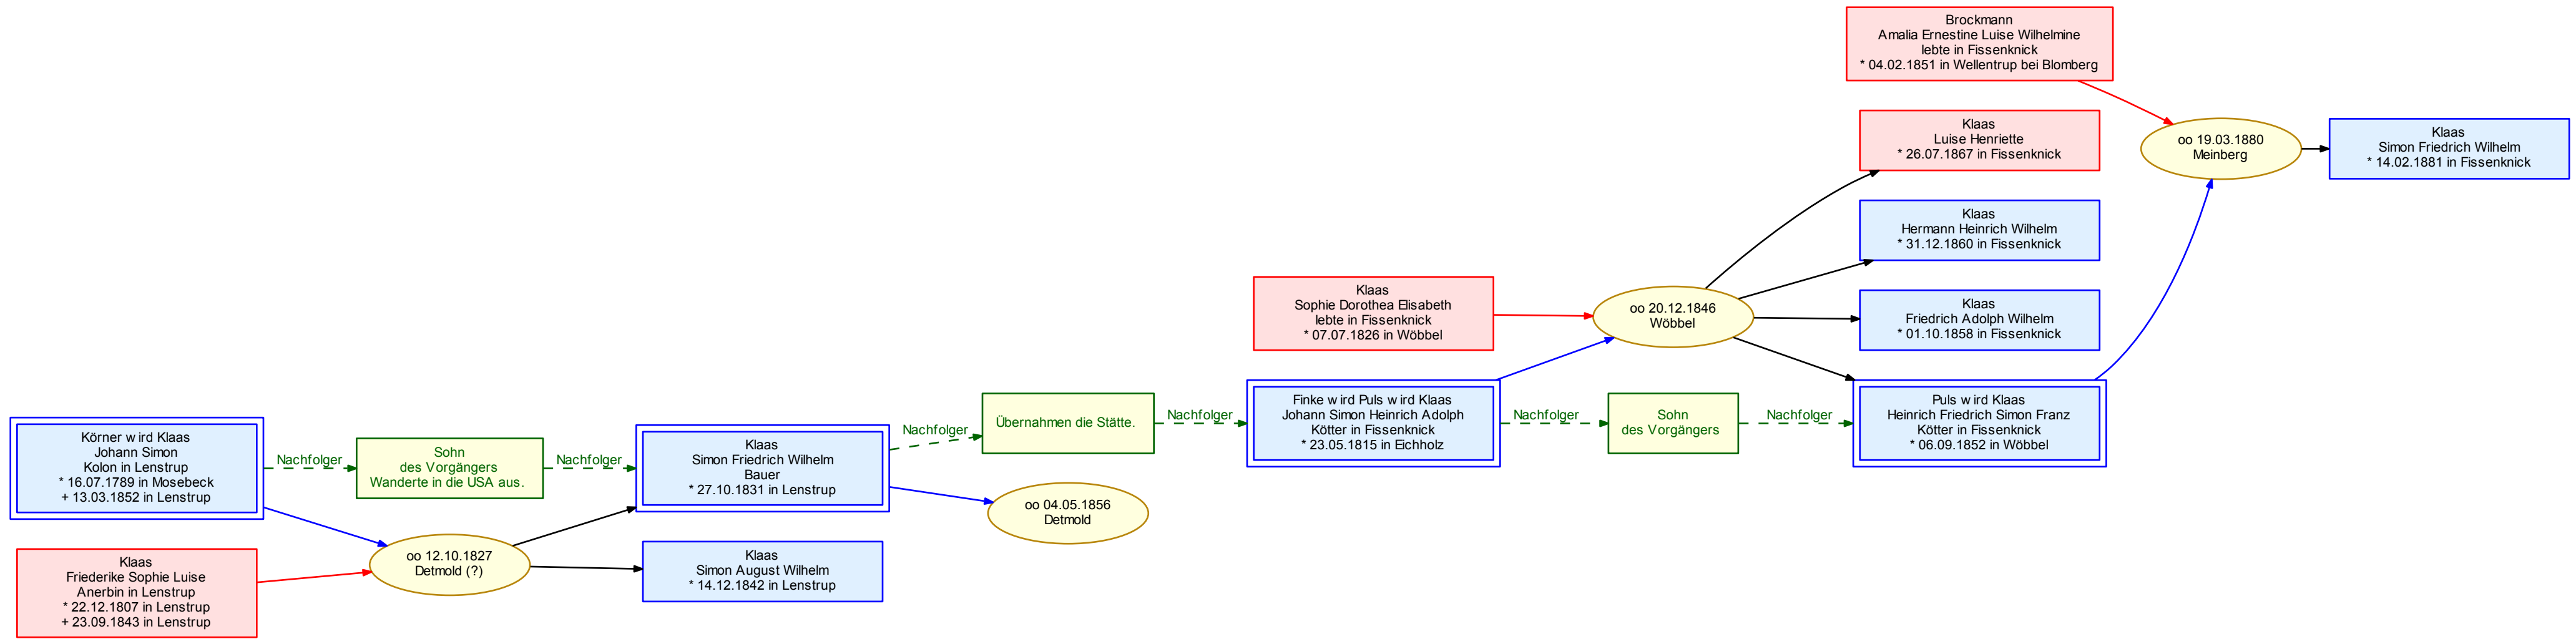 Brockmann
Amalia Ernestine Luise Wilhelmine
lebte in Fissenknick
* 04.02.1851 in Wellentrup bei Blomberg
Klaas
Luise Henriette
* 26.07.1867 in Fissenknick
oo 19.03.1880
Meinberg
Klaas
Simon Friedrich Wilhelm
* 14.02.1881 in Fissenknick
Klaas
Hermann Heinrich Wilhelm
* 31.12.1860 in Fissenknick
Klaas
Sophie Dorothea Elisabeth
lebte in Fissenknick
* 07.07.1826 in Wöbbel
oo 20.12.1846
Wöbbel
Klaas
Friedrich Adolph Wilhelm
* 01.10.1858 in Fissenknick
Körner wird Klaas
Johann Simon
Kolon in Lenstrup
* 16.07.1789 in Mosebeck
+ 13.03.1852 in Lenstrup
Nachfolger
Sohn
des Vorgängers
Wanderte in die USA aus.
Nachfolger
Klaas
Simon Friedrich Wilhelm
Bauer
* 27.10.1831 in Lenstrup
Nachfolger
Übernahmen die Stätte.
Nachfolger
Finke wird Puls wird Klaas
Johann Simon Heinrich Adolph
Kötter in Fissenknick
* 23.05.1815 in Eichholz
Nachfolger
Sohn
des Vorgängers
Nachfolger
Puls wird Klaas
Heinrich Friedrich Simon Franz
Kötter in Fissenknick
* 06.09.1852 in Wöbbel
oo 04.05.1856
Detmold
Klaas
Friederike Sophie Luise
Anerbin in Lenstrup
* 22.12.1807 in Lenstrup
+ 23.09.1843 in Lenstrup
oo 12.10.1827
Detmold (?)
Klaas
Simon August Wilhelm
* 14.12.1842 in Lenstrup